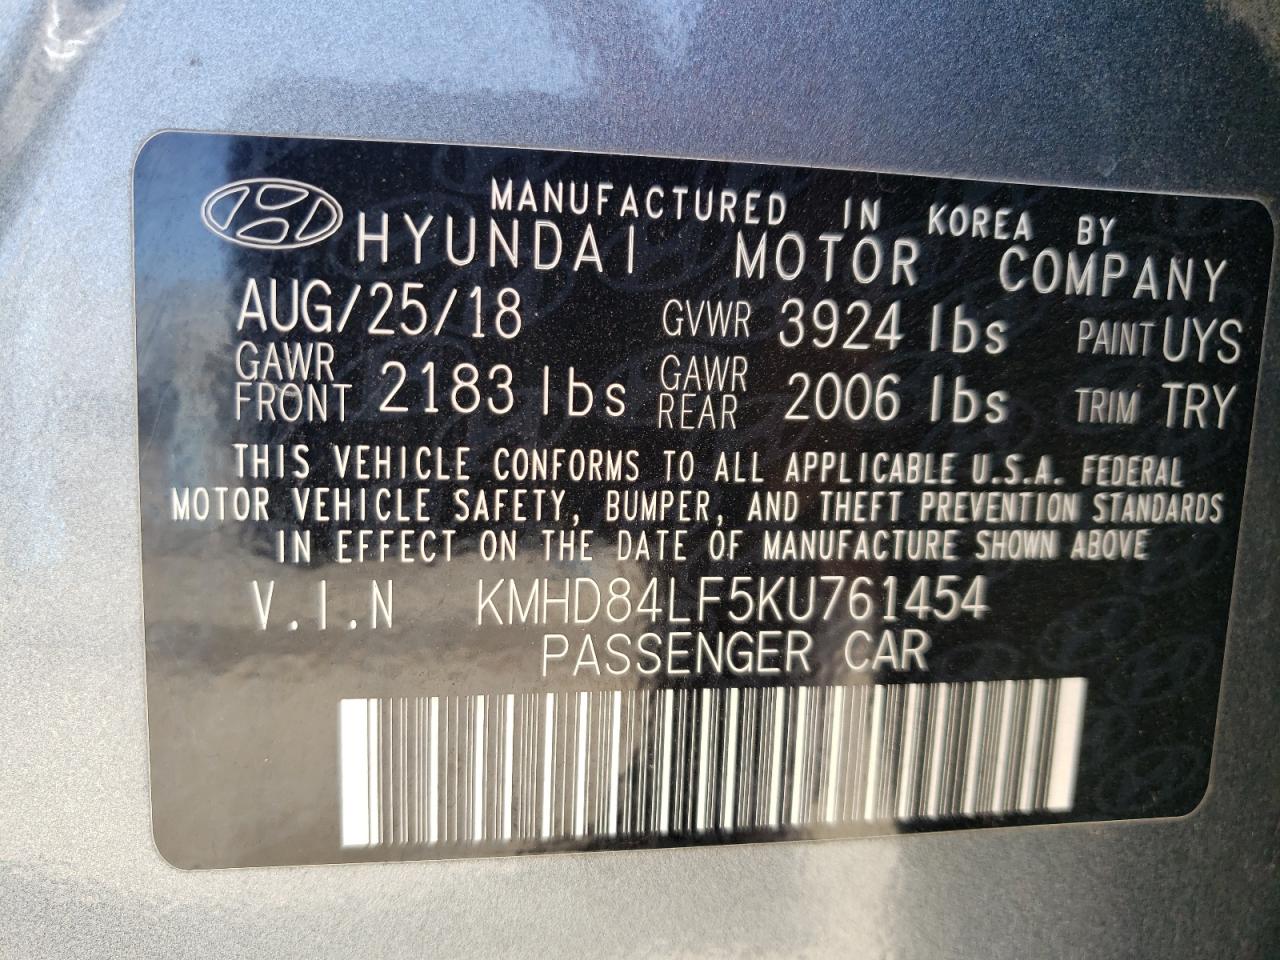 MANUFACTURED IN KOREA BY
HYUNDAI MOTOR COMPANY
AUG/25/18 GVWR 3924 lbs PAINT UYS
GAWR FRONT 2183 lbs GAWR REAR 2006 lbs TRIM TRY
THIS VEHICLE CONFORMS TO ALL APPLICABLE U.S.A. FEDERAL
MOTOR VEHICLE SAFETY, BUMPER, AND THEFT PREVENTION STANDARDS
IN EFFECT ON THE DATE OF MANUFACTURE SHOWN ABOVE
V.I.N KMHD84LF5KU761454
PASSENGER CAR